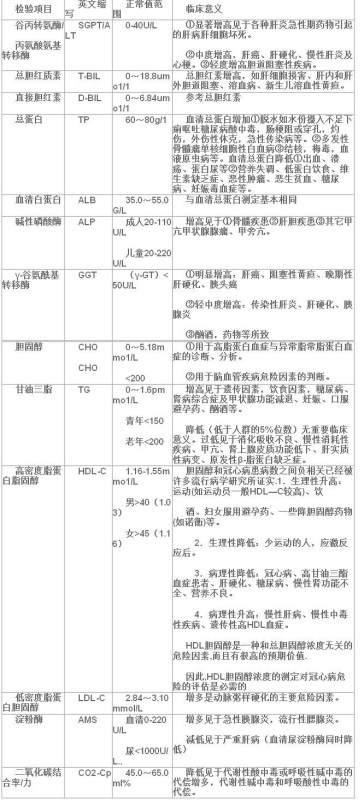 检验项目 英文缩写 正常值范围 临床意义
谷丙转氨酶/ SGPT/A 0-40U/L ①显著增高见于各种肝炎急性期药物引起
LT 的肝病肝细胞坏死。
丙氨酸氨基
转移酶 ②中度增高,肝癌、肝硬化、慢性肝炎及
心梗。③轻度增高胆道阻塞性疾病。
总胆红质素 T-BIL 0~18.8um 总胆红素增高,如肝细胞损害、肝内和肝
o1/1 外胆道阻塞、溶血病、新生儿溶血性黄疸。
直接胆红素 D-BIL 0~6.84um 参考总胆红素
o1/1
总蛋白 TP 60~80g/1 血清总蛋白增加①脱水如水份摄入不足下
痢呕吐糖尿病酸中毒,肠梗阻或穿孔,灼
伤,外伤性休克,急性传染病等。②多发性
骨髓瘤单核细胞性白血病③结核,梅毒,血
液原虫病等。血清总蛋白降低①出血、溃
疡、蛋白尿等②营养失调、低蛋白饮食、维
生素缺乏症、恶性肿瘤、恶生贫血、糖尿
病、妊娠毒血症等。
血清白蛋白 ALB 35.0~55.0 与血清总蛋白测定基本相同
G/L
碱性磷酸酶 ALP 成人20-110 增高见于①骨髓疾患②肝胆疾患③其它甲
U/L 亢甲状腺腺瘤、甲旁亢。
儿童20-220
U/L
γ-谷氨酰基 GGT (γ-GT)< ①明显增高:肝癌、阻塞性黄疸、晚期性
转移酶 50U/L 肝硬化、胰头癌
②轻中度增高:传染性肝炎、肝硬化、胰
腺炎
③酗酒,药物等所致
胆固醇 CHO 0~5.18m ①用于高脂蛋白血症与异常脂常脂蛋白血
mo1/L 症的诊断、分析。
CHO
<200 ②用于脑血管疾病危险因素的判断。
甘油三脂 TG 0~1.6pm 增高见于遗传因素,饮食因素,糖尿病、
mo1/L 肾病综合症及甲状腺功能减退、妊娠、口服
避孕药、酗酒等。
青年<150
降低(低于人群的5%位数)无重要临床
老年<200 意义。过低见于消化吸收不良、慢性消耗性
疾病、甲亢、肾上腺皮质功能低下、肝实质
性病变、原发性β-脂蛋白缺乏症。
高密度脂蛋 HDL-C 1.16-1.55m 胆固醇和冠心病患病数之间负相关已经被
白脂固醇 mo1/L 许多流行病学研究所证实.1.生理性升高:
运动(如运动员一般HDL—C较高)、饮
男>40(1.0
3) 酒、妇女服用避孕药、一些降胆固醇药物
(如诺衡)等。
女>45(1.1
6) 2.生理性降低:少运动的人,应激反
应后。
3.病理性降低:冠心病、高甘油三酯
血症患者、肝硬化、糖尿病、慢性肾功能不
全、营养不良。
4.病理性升高:慢性肝病、慢性中毒
性疾病、遗传性高HDL血症。
HDL胆固醇是一种和总胆固醇浓度无关的
危险因素,而且有很高的预期价值.
因此,HDL胆固醇浓度的测定对冠心病危
险的评估是必需的
低密度脂蛋 LDL-C 2.84~3.10 增多是动脉粥样硬化的主要危险因素。
白胆固醇 mmol/L
淀粉酶 AMS 血清0-220 增多见于急性胰腺炎,流行性腮腺炎。
U/L
减低见于严重肝病(血清尿淀粉酶同时降
尿<1000U/ 低)
L..
二氧化碳结 CO2-Cp 45.0~65.0 降低见于代谢性酸中毒或呼吸性碱中毒的
合率/力 ml% 代偿增多,代谢性碱中毒和呼吸酸性中毒的
代偿。